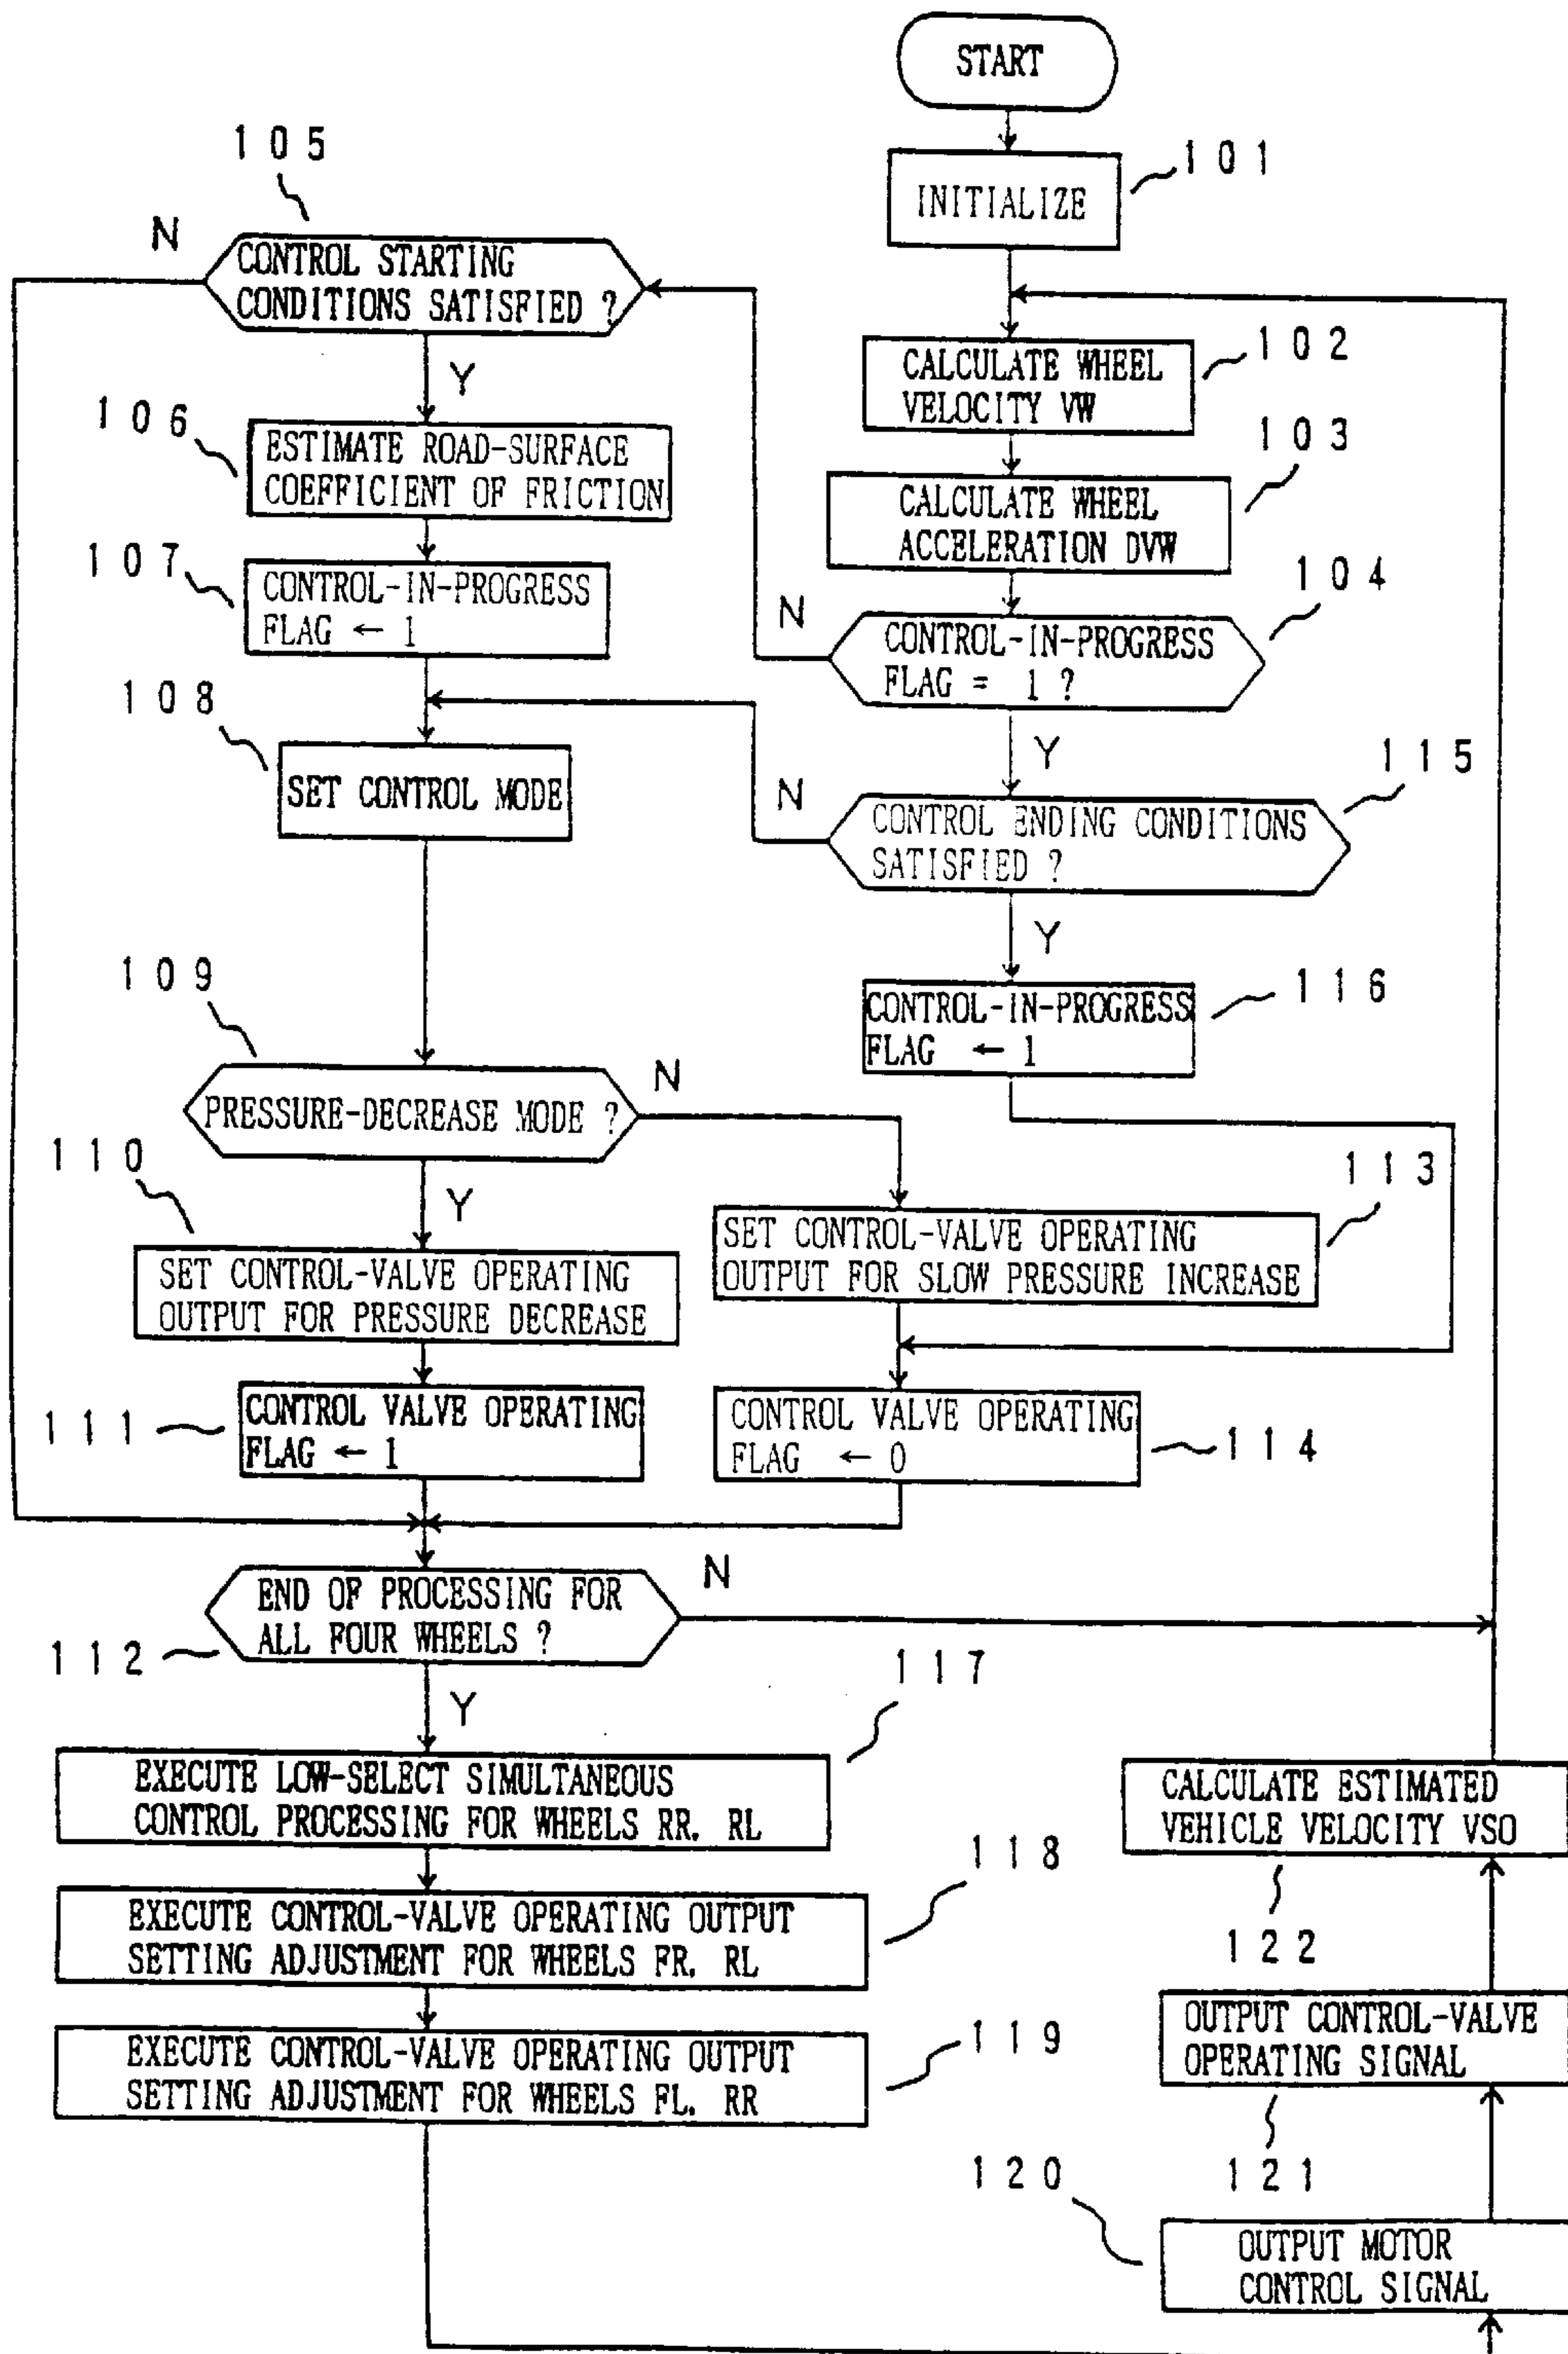 START
101
INITIALIZE
102
CALCULATE WHEEL
VELOCITY VW
103
CALCULATE WHEEL
ACCELERATION DVW
104
CONTROL-IN-PROGRESS
FLAG = 1 ?
N
Y
105
CONTROL STARTING
CONDITIONS SATISFIED ?
N
Y
106
ESTIMATE ROAD-SURFACE
COEFFICIENT OF FRICTION
107
CONTROL-IN-PROGRESS
FLAG ← 1
108
SET CONTROL MODE
115
CONTROL ENDING CONDITIONS
SATISFIED ?
N
Y
116
CONTROL-IN-PROGRESS
FLAG ← 1
109
PRESSURE-DECREASE MODE ?
N
Y
110
SET CONTROL-VALVE OPERATING
OUTPUT FOR PRESSURE DECREASE
111
CONTROL VALVE OPERATING
FLAG ← 1
113
SET CONTROL-VALVE OPERATING
OUTPUT FOR SLOW PRESSURE INCREASE
114
CONTROL VALVE OPERATING
FLAG ← 0
112
END OF PROCESSING FOR
ALL FOUR WHEELS ?
N
Y
117
EXECUTE LOW-SELECT SIMULTANEOUS
CONTROL PROCESSING FOR WHEELS RR. RL
118
EXECUTE CONTROL-VALVE OPERATING OUTPUT
SETTING ADJUSTMENT FOR WHEELS FR. RL
119
EXECUTE CONTROL-VALVE OPERATING OUTPUT
SETTING ADJUSTMENT FOR WHEELS FL. RR
120
OUTPUT MOTOR
CONTROL SIGNAL
121
OUTPUT CONTROL-VALVE
OPERATING SIGNAL
122
CALCULATE ESTIMATED
VEHICLE VELOCITY VSO